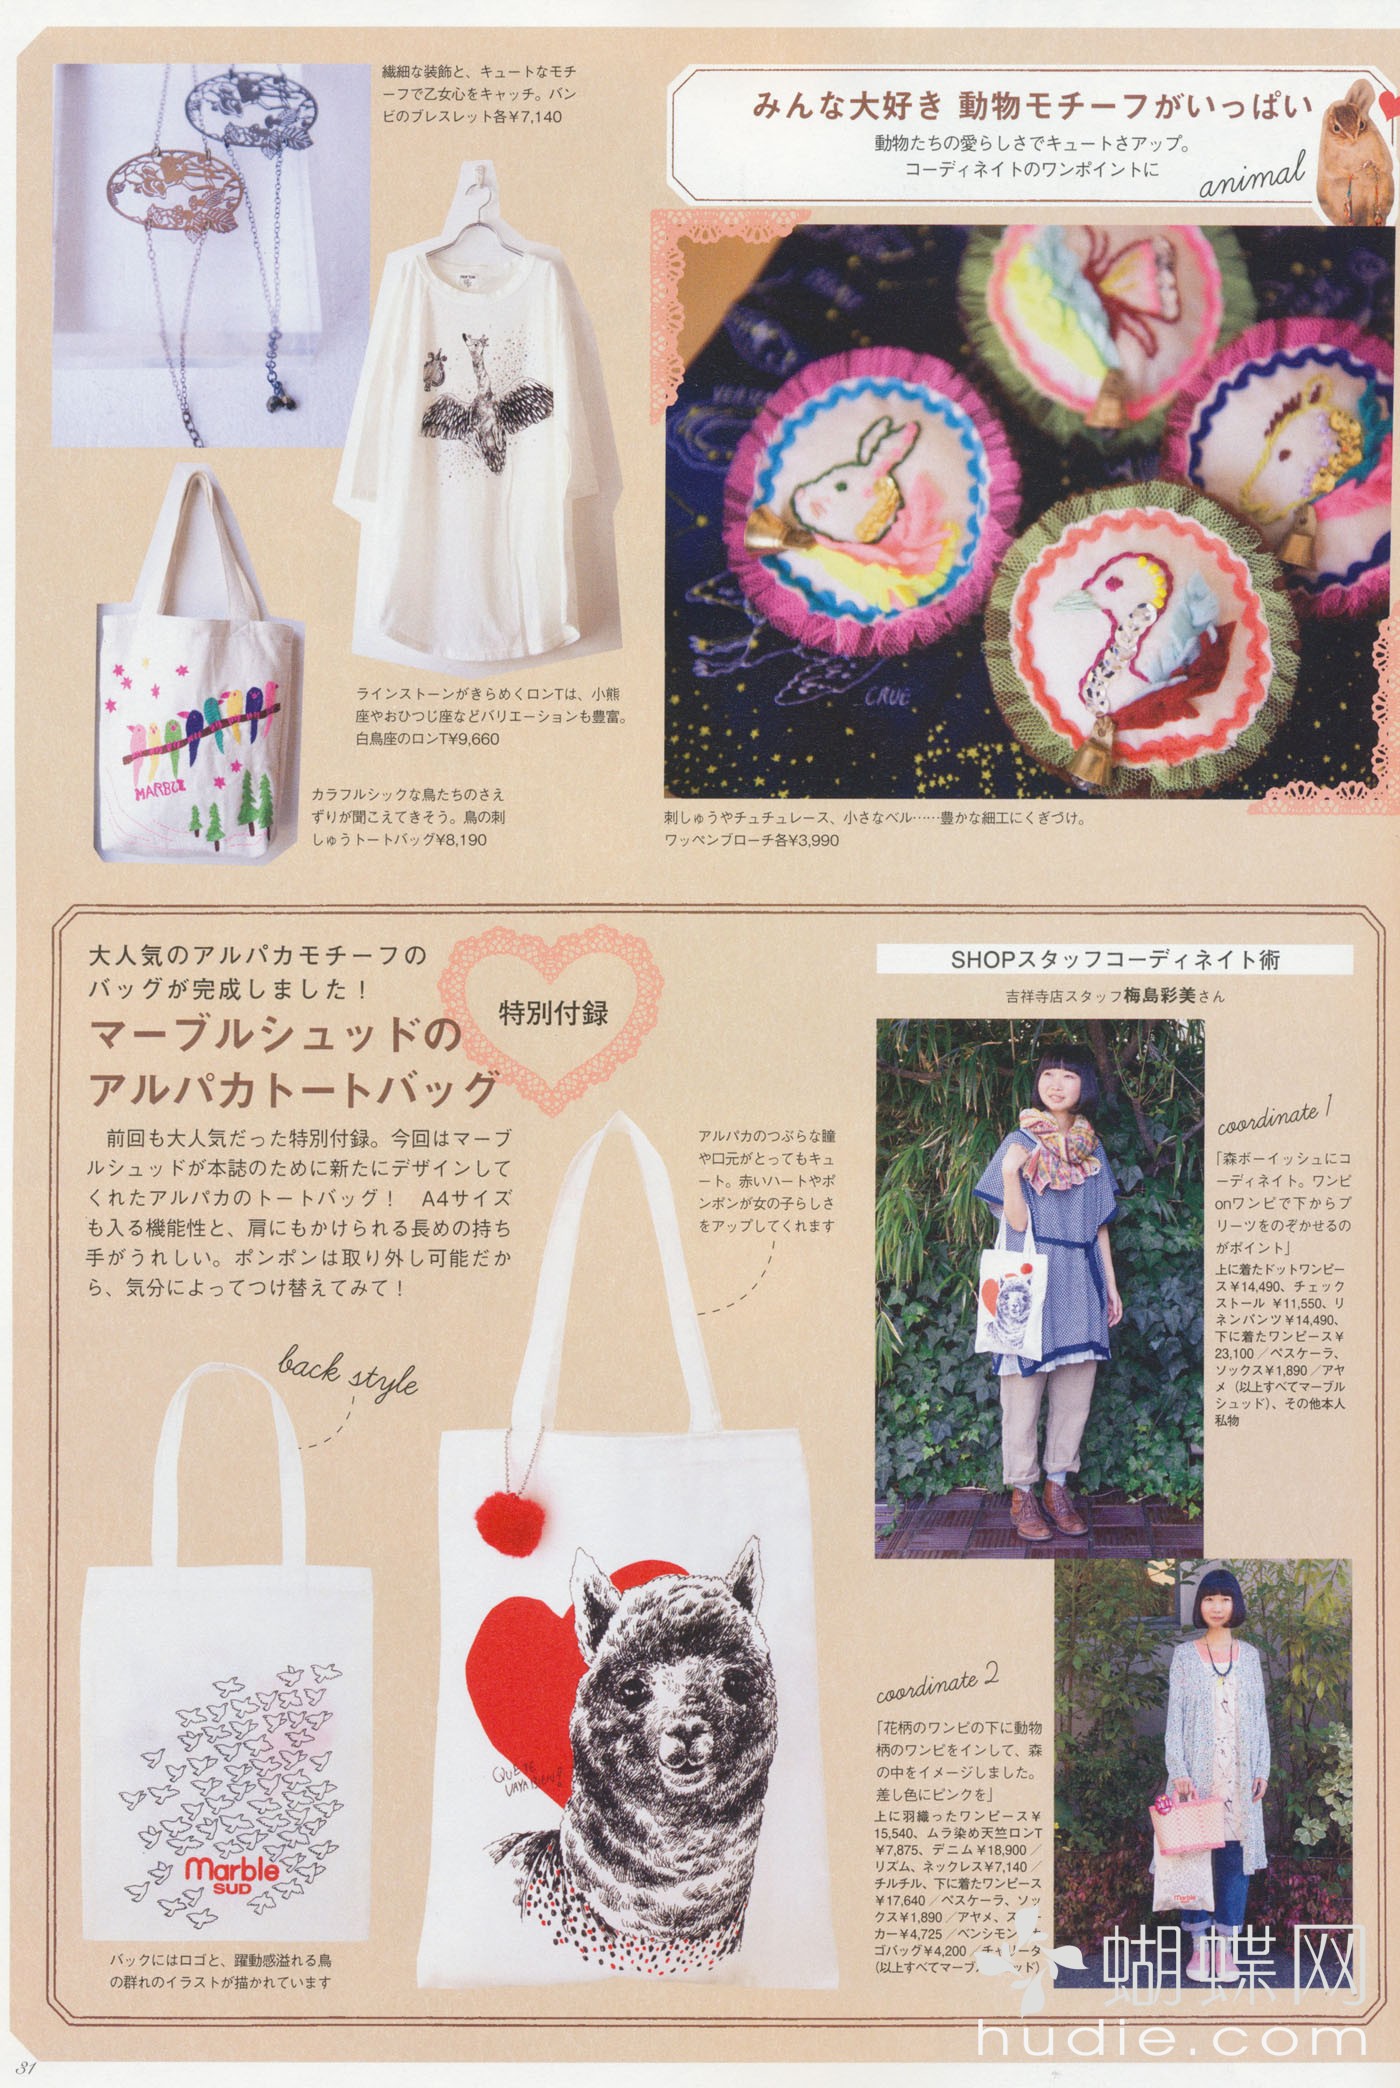 繊細な装飾と、キュートなモチ
ーフで乙女心をキャッチ。バン
ビのブレスレット各¥7,140
みんな大好き 動物モチーフがいっぱい
動物たちの愛らしさでキュートさアップ。
コーディネイトのワンポイントに
animal
ラインストーンがきらめくロンTは、小熊
座やおひつじ座などバリエーションも豊富。
白鳥座のロンT¥9,660
MARBLE
カラフルシックな鳥たちのさえ
ずりが聞こえてきそう。鳥の刺
しゅうトートバッグ¥8,190
CRUE
刺しゅうやチュチュレース、小さなベル……豊かな細工にくぎづけ。
ワッペンブローチ各¥3,990
大人気のアルパカモチーフの
バッグが完成しました！
マーブルシュッドの
アルパカトートバッグ
特別付録
前回も大人気だった特別付録。今回はマーブ
ルシュッドが本誌のために新たにデザインして
くれたアルパカのトートバッグ！ A4サイズ
も入る機能性と、肩にもかけられる長めの持ち
手がうれしい。ポンポンは取り外し可能だか
ら、気分によってつけ替えてみて！
アルパカのつぶらな瞳
や口元がとってもキュ
ート。赤いハートやポ
ンポンが女の子らしさ
をアップしてくれます
back style
QUE TE
VAYA BIEN!
Marble
SUD
バックにはロゴと、躍動感溢れる鳥
の群れのイラストが描かれています
SHOPスタッフコーディネイト術
吉祥寺店スタッフ梅島彩美さん
coordinate 1
「森ボーイッシュにコ
ーディネイト。ワンピ
onワンピで下からプ
リーツをのぞかせるの
がポイント」
上に着たドットワンピー
ス¥14,490、チェック
ストール ¥11,550、リ
ネンパンツ¥14,490、
下に着たワンピース¥
23,100／ペスケーラ、
ソックス¥1,890／アヤ
メ（以上すべてマーブル
シュッド）、その他本人
私物
coordinate 2
「花柄のワンピの下に動物
柄のワンピをインして、森
の中をイメージしました。
差し色にピンクを」
上に羽織ったワンピース¥
15,540、ムラ染め天竺ロンT
¥7,875、デニム¥18,900／
リズム、ネックレス¥7,140／
チルチル、下に着たワンピース
¥17,640／ペスケーラ、ソッ
クス¥1,890／アヤメ、ス
カー¥4,725／ベンシモン
ゴバッグ¥4,200／チャリータ
（以上すべてマーブルシュッド）
Marble
蝴蝶网
hudie.com
31